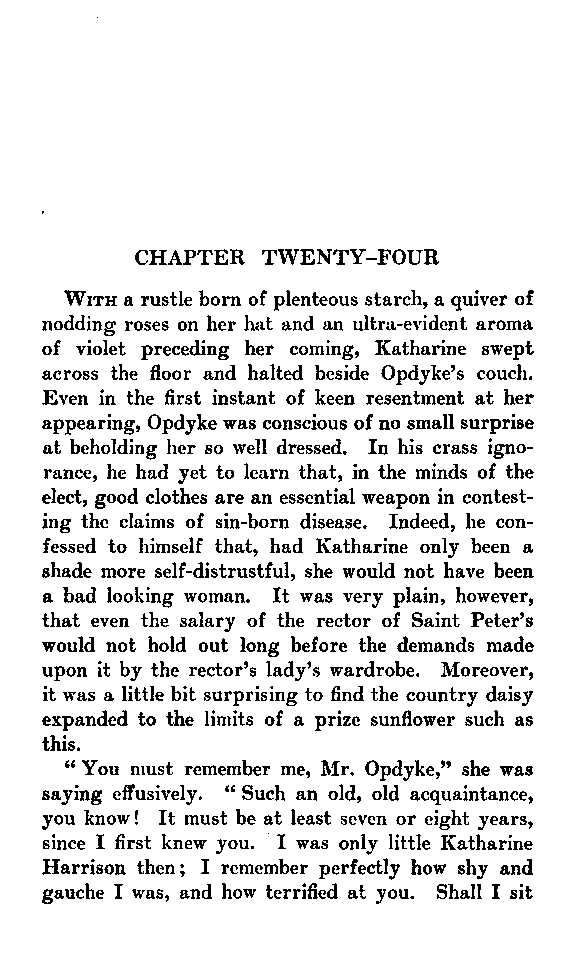 CHAPTER TWENTY-FOUR
WITH a rustle born of plenteous starch, a quiver of
nodding roses on her hat and an ultra-evident aroma
of violet preceding her coming, Katharine swept
across the floor and halted beside Opdyke's couch.
Even in the first instant of keen resentment at her
appearing, Opdyke was conscious of no small surprise
at beholding her so well dressed. In his crass igno-
rance, he had yet to learn that, in the minds of the
elect, good clothes are an essential weapon in contest-
ing the claims of sin-born disease. Indeed, he con-
fessed to himself that, had Katharine only been a
shade more self-distrustful, she would not have been
a bad looking woman. It was very plain, however,
that even the salary of the rector of Saint Peter's
would not hold out long before the demands made
upon it by the rector's lady's wardrobe. Moreover,
it was a little bit surprising to find the country daisy
expanded to the limits of a prize sunflower such as
this.
“ You must remember me, Mr. Opdyke,” she was
saying effusively. “ Such an old, old acquaintance,
you know! It must be at least seven or eight years,
since I first knew you. I was only little Katharine
Harrison then; I remember perfectly how shy and
gauche I was, and how terrified at you. Shall I sit